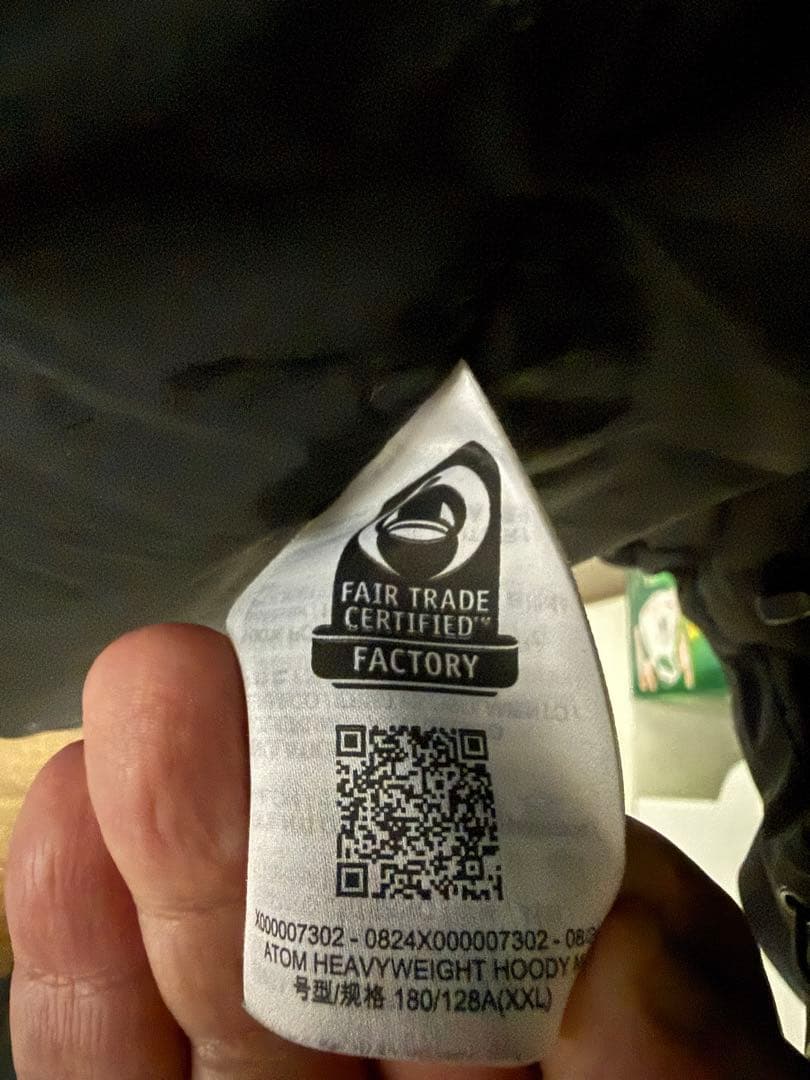 FAIR TRADE
CERTIFIED™
FACTORY
X000007302 - 0824X000007302 - 08
ATOM HEAVYWEIGHT HOODY
号型/规格 180/128A(XXL)